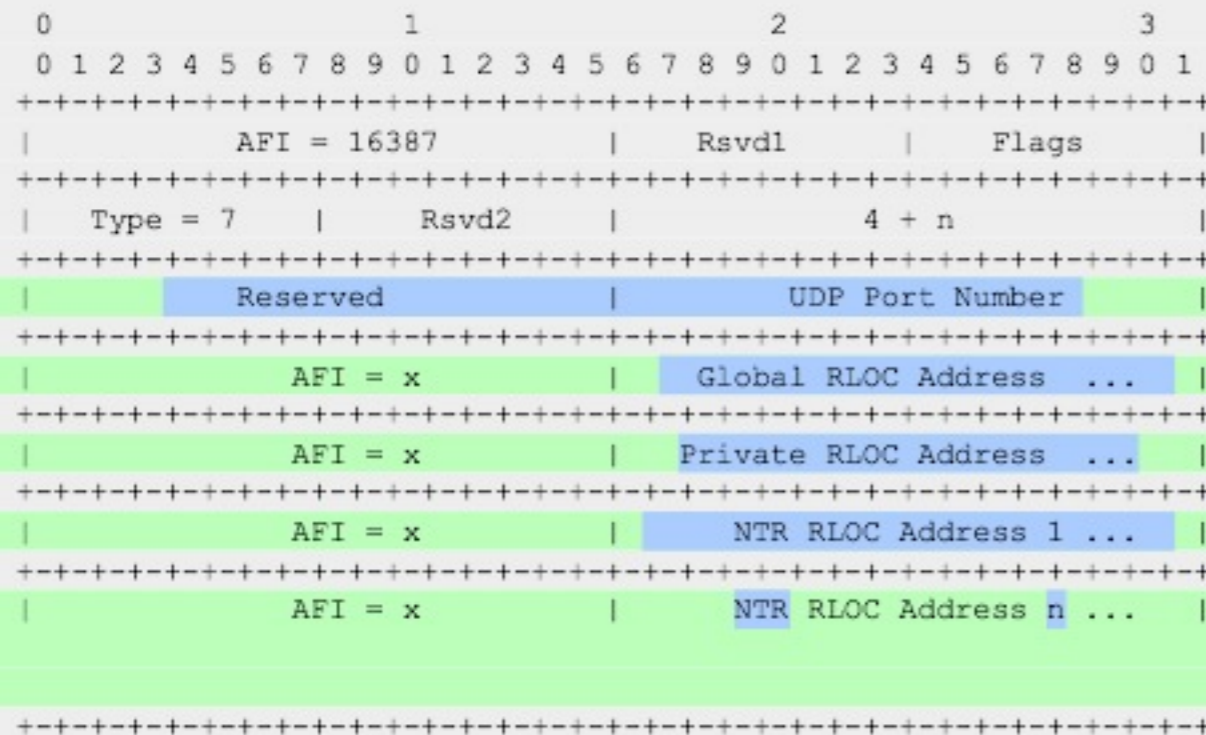 0                   1                   2                   3
 0 1 2 3 4 5 6 7 8 9 0 1 2 3 4 5 6 7 8 9 0 1 2 3 4 5 6 7 8 9 0 1
+-+-+-+-+-+-+-+-+-+-+-+-+-+-+-+-+-+-+-+-+-+-+-+-+-+-+-+-+-+-+-+-+
|           AFI = 16387         |    Rsvd1      |    Flags      |
+-+-+-+-+-+-+-+-+-+-+-+-+-+-+-+-+-+-+-+-+-+-+-+-+-+-+-+-+-+-+-+-+
|   Type = 7    |     Rsvd2     |             4 + n             |
+-+-+-+-+-+-+-+-+-+-+-+-+-+-+-+-+-+-+-+-+-+-+-+-+-+-+-+-+-+-+-+-+
|           Reserved            |         UDP Port Number       |
+-+-+-+-+-+-+-+-+-+-+-+-+-+-+-+-+-+-+-+-+-+-+-+-+-+-+-+-+-+-+-+-+
|              AFI = x          |    Global RLOC Address  ...   |
+-+-+-+-+-+-+-+-+-+-+-+-+-+-+-+-+-+-+-+-+-+-+-+-+-+-+-+-+-+-+-+-+
|              AFI = x          |   Private RLOC Address  ...   |
+-+-+-+-+-+-+-+-+-+-+-+-+-+-+-+-+-+-+-+-+-+-+-+-+-+-+-+-+-+-+-+-+
|              AFI = x          |      NTR RLOC Address 1 ...   |
+-+-+-+-+-+-+-+-+-+-+-+-+-+-+-+-+-+-+-+-+-+-+-+-+-+-+-+-+-+-+-+-+
|              AFI = x          |      NTR RLOC Address n ...   |
+-+-+-+-+-+-+-+-+-+-+-+-+-+-+-+-+-+-+-+-+-+-+-+-+-+-+-+-+-+-+-+-+